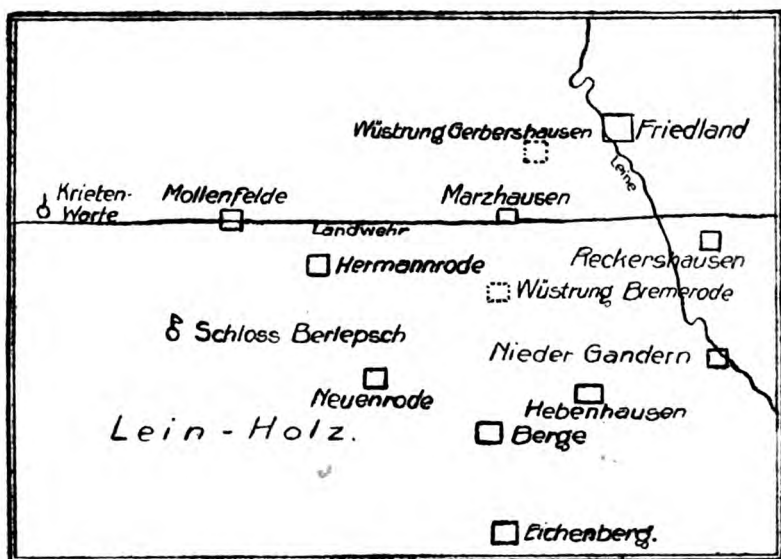 Wüstrung Gerbershausen
Friedland
Leine
Krieten-
Warte
Mollenfelde
Marzhausen
Landwehr
Hermannrode
Reckershausen
Wüstrung Bremerode
Schloss Berlepsch
Nieder Gandern
Neuenrode
Hebenhausen
Lein-Holz.
Berge
Eichenberg.